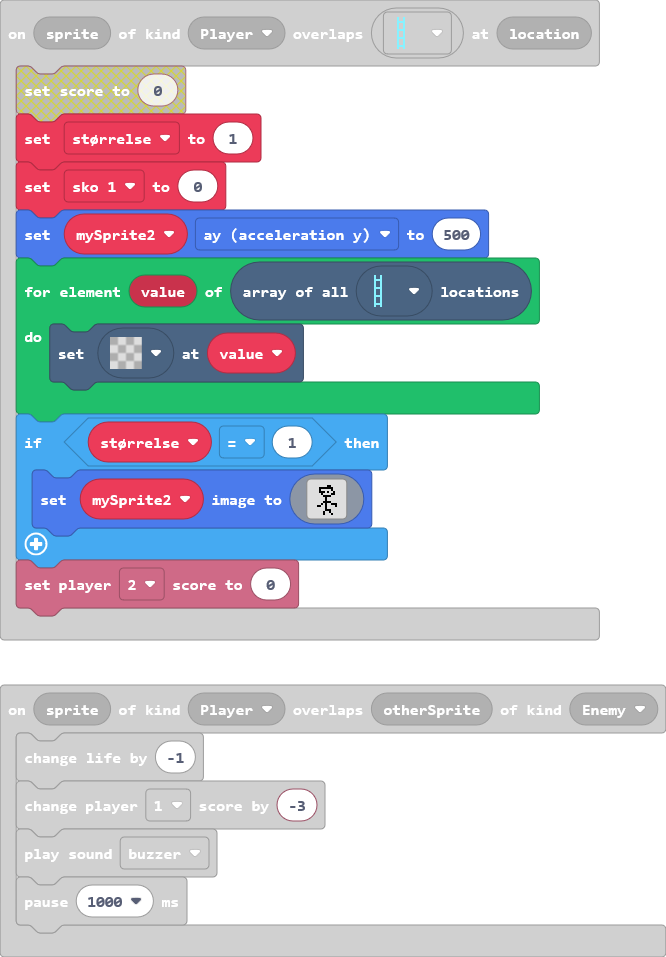 on sprite of kind Player overlaps at location
set score to 0
set størrelse to 1
set sko 1 to 0
set mySprite2 ay (acceleration y) to 500
for element value of array of all locations
do
set at value
if størrelse = 1 then
set mySprite2 image to
set player 2 score to 0
on sprite of kind Player overlaps otherSprite of kind Enemy
change life by -1
change player 1 score by -3
play sound buzzer
pause 1000 ms